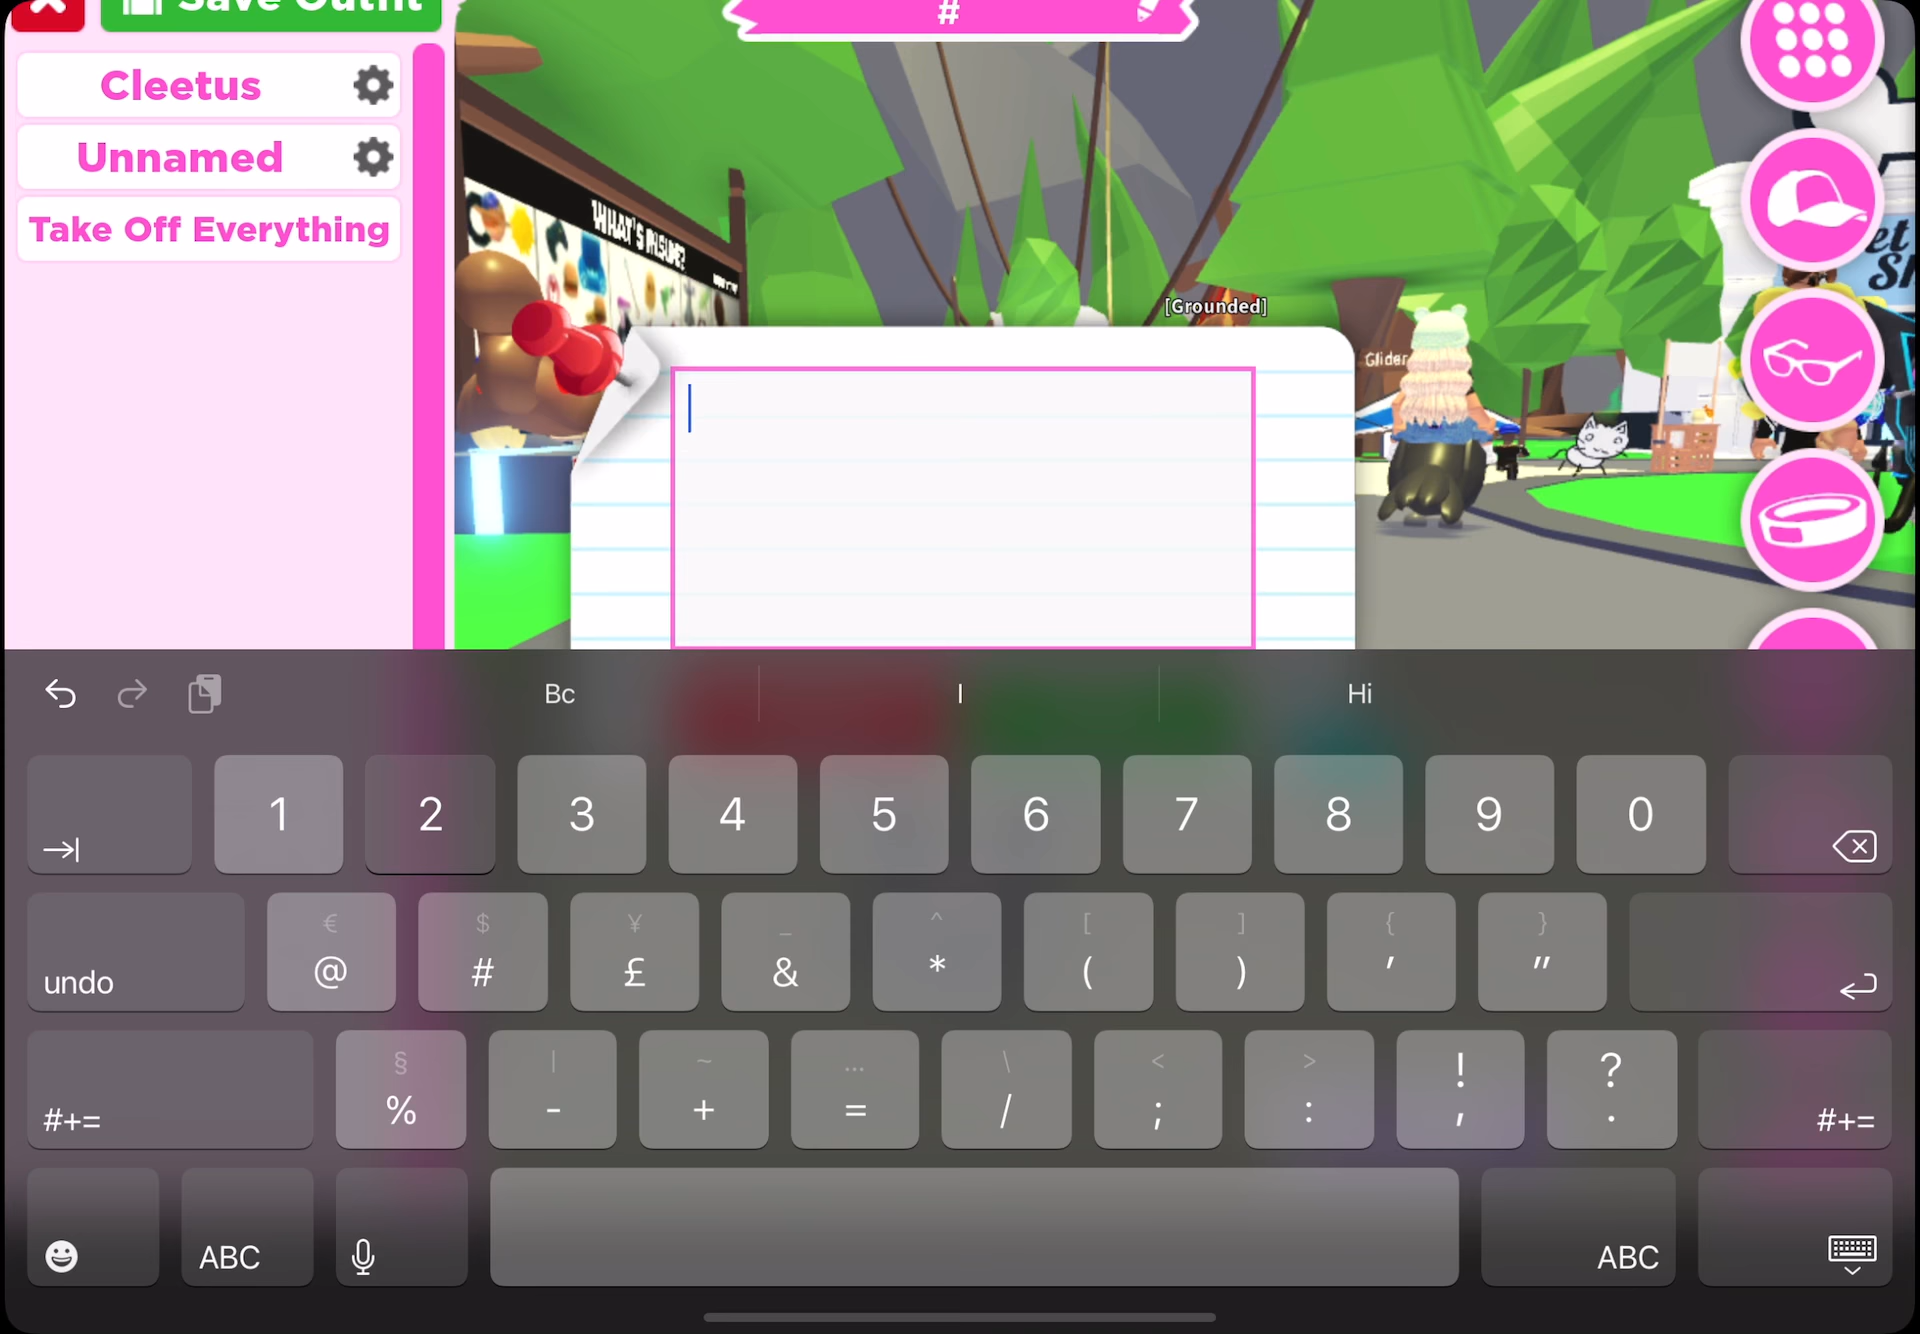 Save Outfit
#
Cleetus
Unnamed
Take Off Everything
WHAT'S
[Grounded]
Glider
et
Bc
I
Hi
1 2 3 4 5 6 7 8 9 0
undo
€ $ ¥ _ ^ [ ] { }
@ # £ & * ( ) ' "
#+=
§ | ~ … \ < > ! ?
% - + = / ; : , .
#+=
ABC
ABC